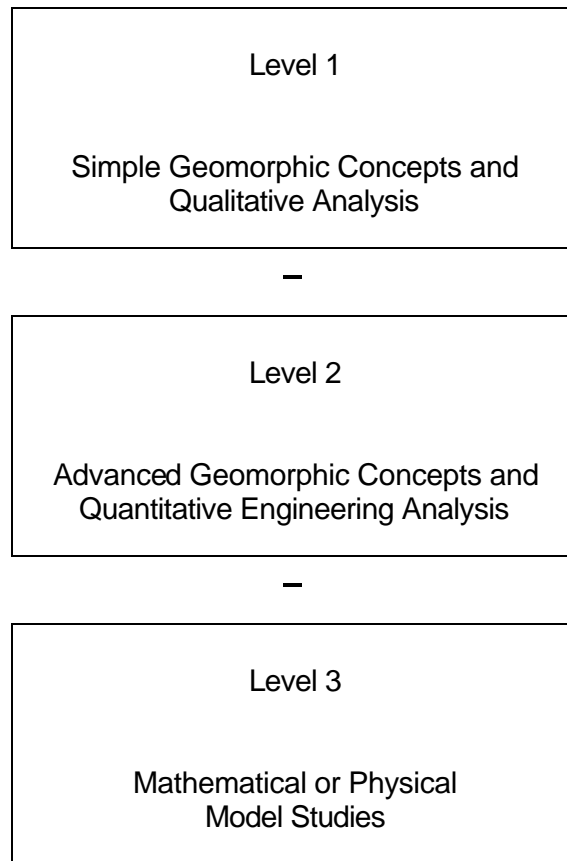 Level 1
Simple Geomorphic Concepts and
Qualitative Analysis
–
Level 2
Advanced Geomorphic Concepts and
Quantitative Engineering Analysis
–
Level 3
Mathematical or Physical
Model Studies